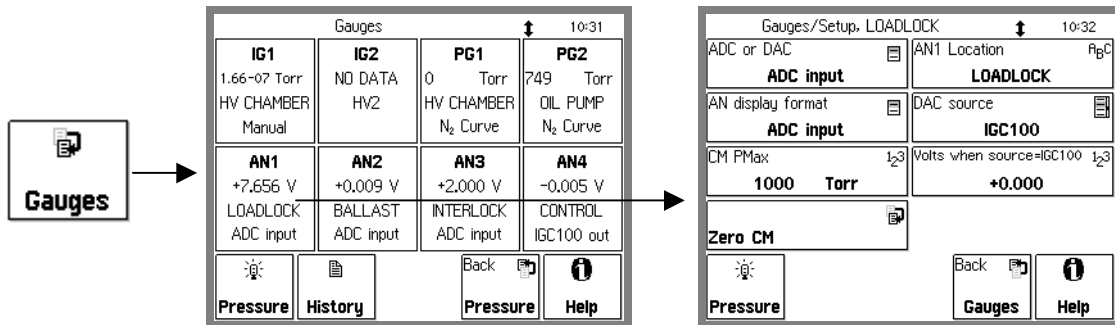 Gauges
Gauges 10:31
IG1 IG2 PG1 PG2
1.66-07 Torr NO DATA 0 Torr 749 Torr
HV CHAMBER HV2 HV CHAMBER OIL PUMP
Manual N₂ Curve N₂ Curve
AN1 AN2 AN3 AN4
+7.656 V +0.009 V +2.000 V -0.005 V
LOADLOCK BALLAST INTERLOCK CONTROL
ADC input ADC input ADC input IGC100 out
Back
Pressure History Pressure Help
Gauges/Setup, LOADLOCK 10:32
ADC or DAC AN1 Location ABC
ADC input LOADLOCK
AN display format DAC source
ADC input IGC100
CM PMax 123 Volts when source=IGC100 123
1000 Torr +0.000
Zero CM
Back
Pressure Gauges Help